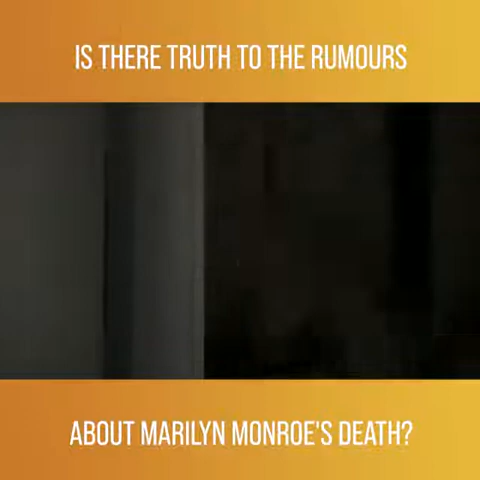 IS THERE TRUTH TO THE RUMOURS
ABOUT MARILYN MONROE'S DEATH?